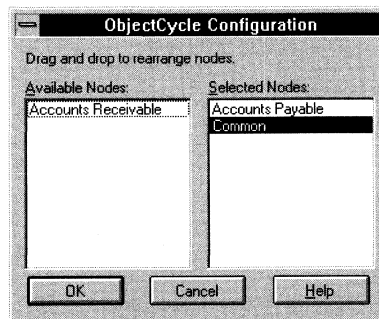 ObjectCycle Configuration
Drag and drop to rearrange nodes.
Available Nodes:
Selected Nodes:
Accounts Receivable
Accounts Payable
Common
OK
Cancel
Help